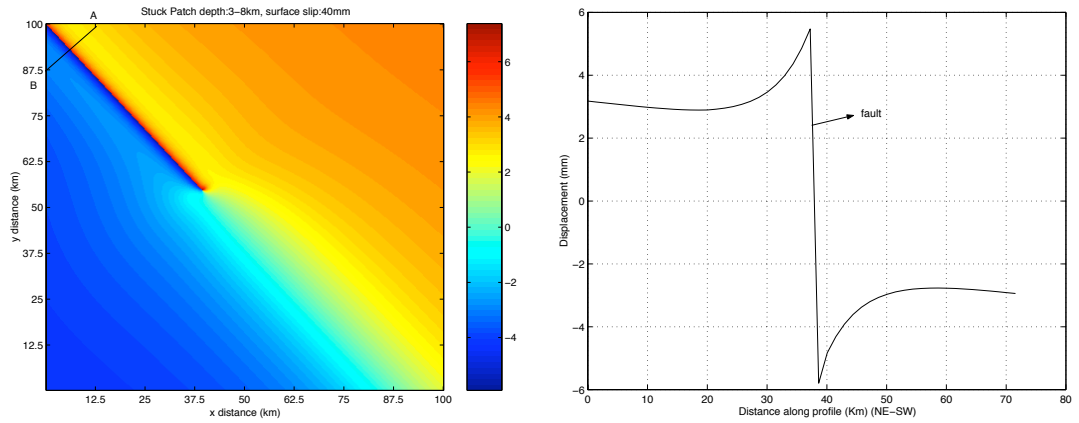 Stuck Patch depth:3−8km, surface slip:40mm
A
B
100
87.5
75
62.5
50
37.5
25
12.5
y distance (km)
12.5 25 37.5 50 62.5 75 87.5 100
x distance (km)
6
4
2
0
−2
−4
6
4
2
0
−2
−4
−6
Displacement (mm)
fault
0 10 20 30 40 50 60 70 80
Distance along profile (Km) (NE−SW)